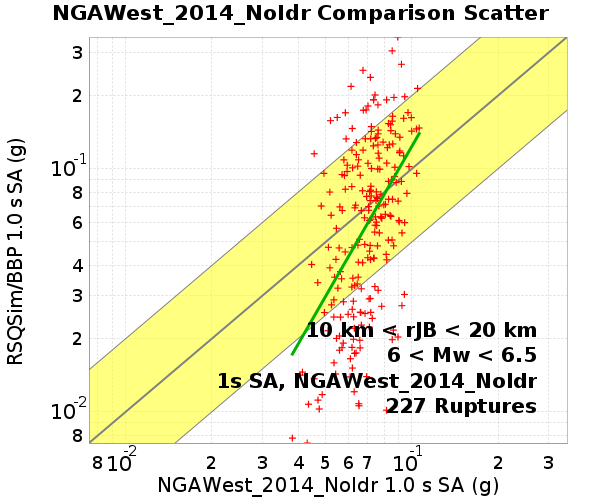 NGAWest_2014_NoIdr Comparison Scatter
RSQSim/BBP 1.0 s SA (g)
3
2
10^-1
8
6
4
3
2
10^-2
8
10 km < rJB < 20 km
6 < Mw < 6.5
1s SA, NGAWest_2014_NoIdr
227 Ruptures
8 10^-2 2 3 4 5 6 7 10^-1 2 3
NGAWest_2014_NoIdr 1.0 s SA (g)